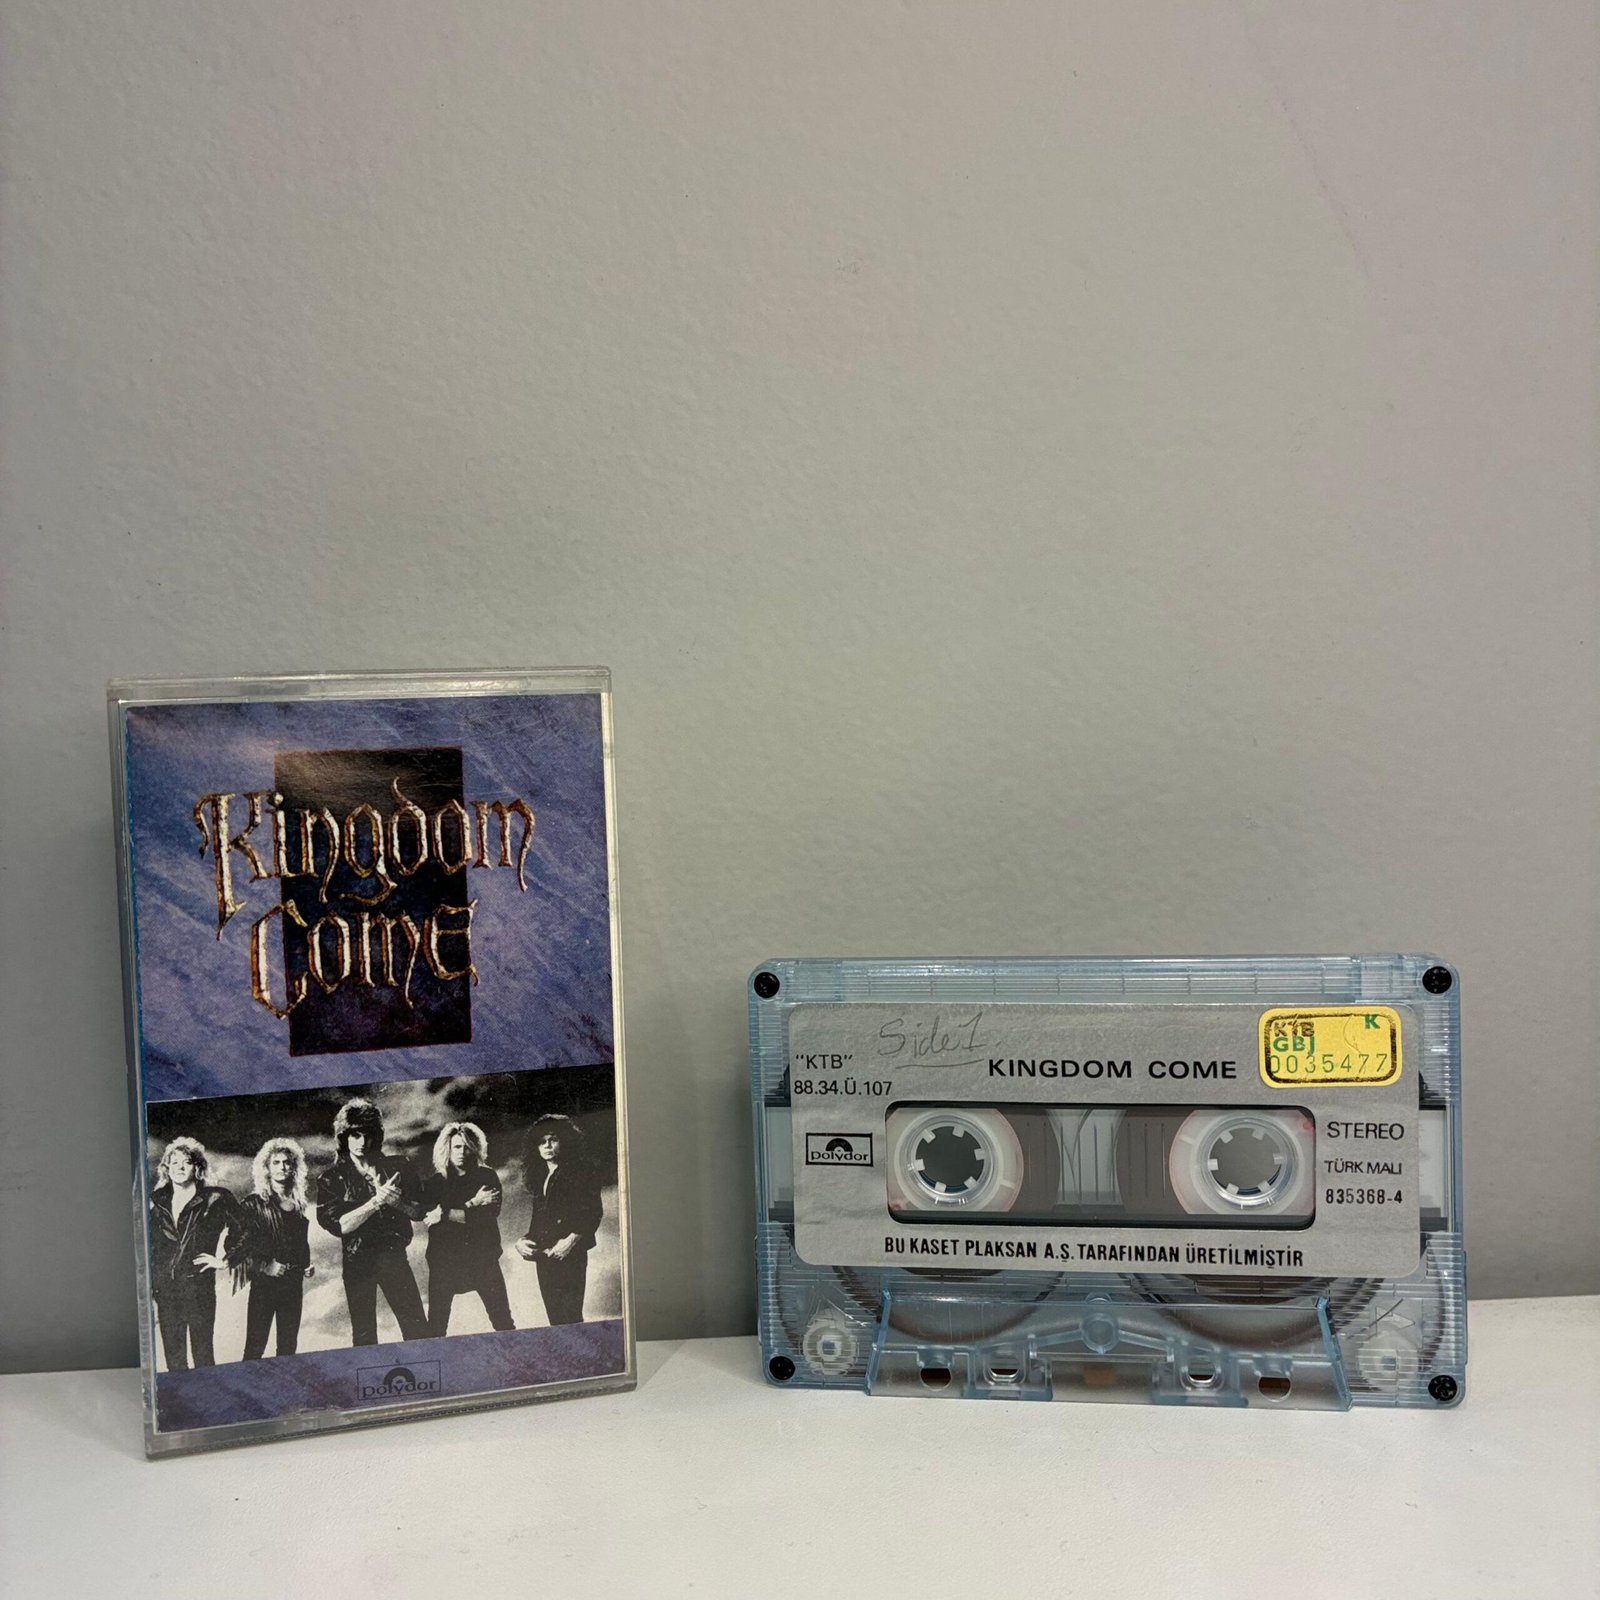 Kingdom
Come
polydor
Side 1
"KTB"
88.34.Ü.107
KINGDOM COME
KTB K
GBJ
0035477
polydor
STEREO
TÜRK MALI
835368-4
BU KASET PLAKSAN A.Ş. TARAFINDAN ÜRETİLMİŞTİR